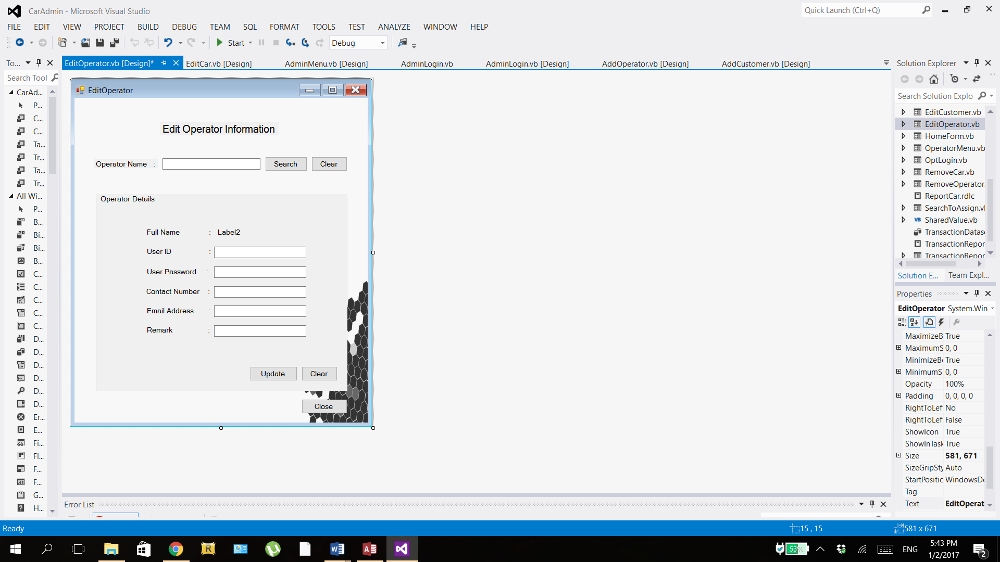 CarAdmin - Microsoft Visual Studio
Quick Launch (Ctrl+Q)
FILE EDIT VIEW PROJECT BUILD DEBUG TEAM SQL FORMAT TOOLS TEST ANALYZE WINDOW HELP
Start Debug
To...
EditOperator.vb [Design]* EditCar.vb [Design] AdminMenu.vb [Design] AdminLogin.vb AdminLogin.vb [Design] AddOperator.vb [Design] AddCustomer.vb [Design]
Search Tool
CarAd...
P...
C...
C...
Ta...
Tr...
Ta...
Tr...
All Wi...
P...
B...
Bi...
Bi...
B...
C...
C...
C...
C...
C...
D...
D...
D...
D...
D...
D...
Er...
E...
Fi...
Fl...
F...
F...
G...
H...
EditOperator
Edit Operator Information
Operator Name :
Search
Clear
Operator Details
Full Name : Label2
User ID :
User Password :
Contact Number :
Email Address :
Remark :
Update
Clear
Close
Error List
Solution Explorer
Search Solution Explo
EditCustomer.vb
EditOperator.vb
HomeForm.vb
OperatorMenu.vb
OptLogin.vb
RemoveCar.vb
RemoveOperator.
ReportCar.rdlc
SearchToAssign.v
SharedValue.vb
TransactionDatas
TransactionRepor
TransactionRepor
Solution E... Team Expl...
Properties
EditOperator System.Win
MaximizeB True
MaximumS 0, 0
MinimizeB True
MinimumS 0, 0
Opacity 100%
Padding 0, 0, 0, 0
RightToLef No
RightToLef False
ShowIcon True
ShowInTask True
Size 581, 671
SizeGripSty Auto
StartPositic WindowsDe
Tag
Text EditOperat
Ready
15 , 15
581 x 671
53%
ENG
5:43 PM
1/2/2017
2